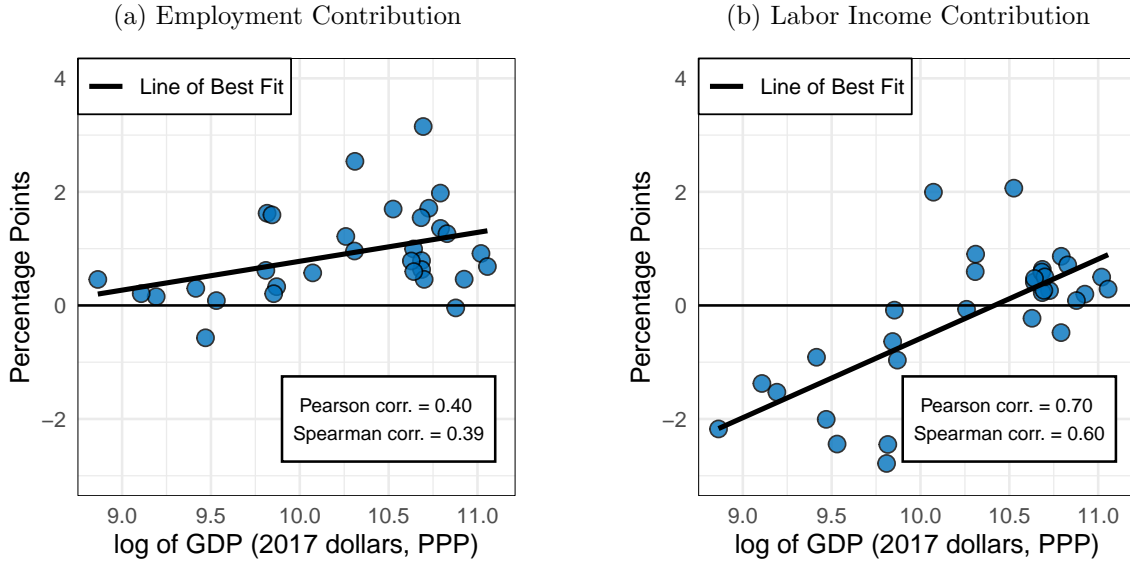 (a) Employment Contribution
Line of Best Fit
Percentage Points
4
2
0
−2
Pearson corr. = 0.40
Spearman corr. = 0.39
9.0 9.5 10.0 10.5 11.0
log of GDP (2017 dollars, PPP)
(b) Labor Income Contribution
Line of Best Fit
Percentage Points
4
2
0
−2
Pearson corr. = 0.70
Spearman corr. = 0.60
9.0 9.5 10.0 10.5 11.0
log of GDP (2017 dollars, PPP)